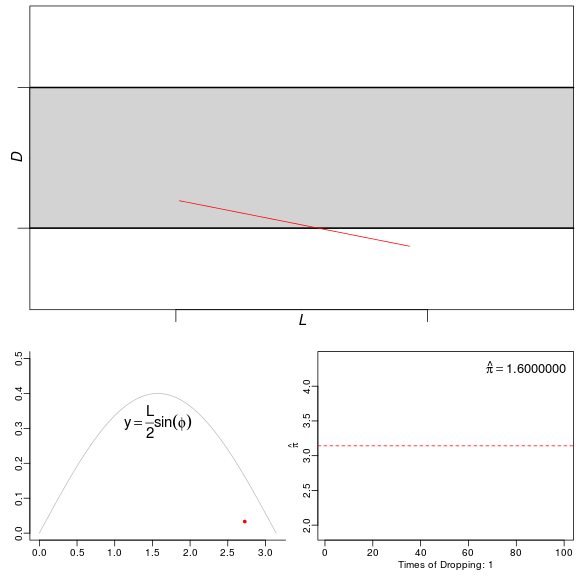 D
L
0.5
0.4
0.3
0.2
0.1
0.0
y = L/2 sin(ϕ)
0.0 0.5 1.0 1.5 2.0 2.5 3.0
π̂ = 1.6000000
4.0
3.5
3.0
2.5
2.0
π̂
0 20 40 60 80 100
Times of Dropping: 1